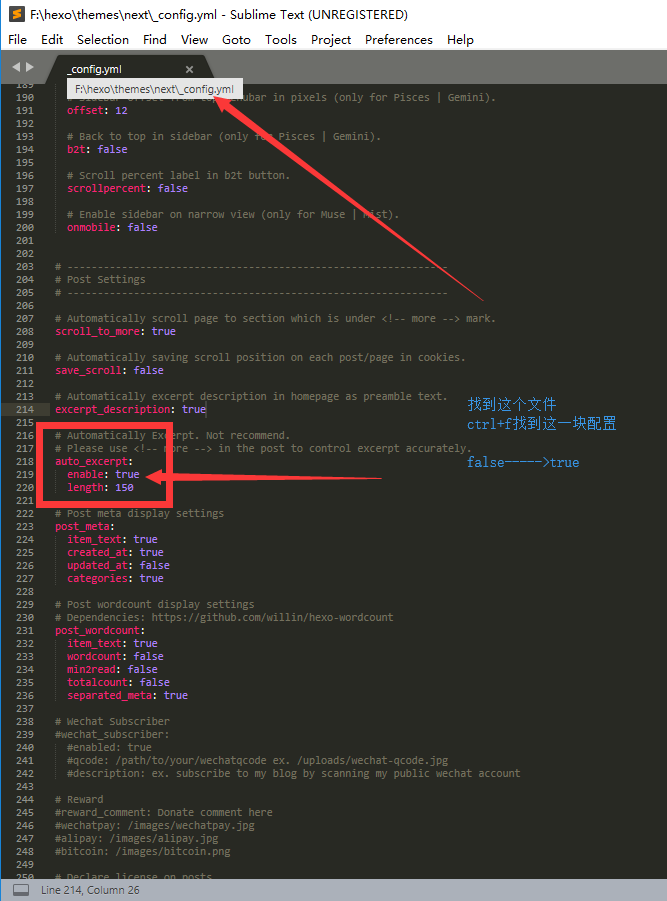 F:\hexo\themes\next\_config.yml - Sublime Text (UNREGISTERED)
File Edit Selection Find View Goto Tools Project Preferences Help
_config.yml ×
F:\hexo\themes\next\_config.yml
189
190 # Sidebar offset from top menubar in pixels (only for Pisces | Gemini).
191 offset: 12
192
193 # Back to top in sidebar (only for Pisces | Gemini).
194 b2t: false
195
196 # Scroll percent label in b2t button.
197 scrollpercent: false
198
199 # Enable sidebar on narrow view (only for Muse | Mist).
200 onmobile: false
201
202
203 # ---------------------------------------------------------------
204 # Post Settings
205 # ---------------------------------------------------------------
206
207 # Automatically scroll page to section which is under <!-- more --> mark.
208 scroll_to_more: true
209
210 # Automatically saving scroll position on each post/page in cookies.
211 save_scroll: false
212
213 # Automatically excerpt description in homepage as preamble text.
214 excerpt_description: true
215
216 # Automatically Excerpt. Not recommend.
217 # Please use <!-- more --> in the post to control excerpt accurately.
218 auto_excerpt:
219 enable: true
220 length: 150
221
222 # Post meta display settings
223 post_meta:
224 item_text: true
225 created_at: true
226 updated_at: false
227 categories: true
228
229 # Post wordcount display settings
230 # Dependencies: https://github.com/willin/hexo-wordcount
231 post_wordcount:
232 item_text: true
233 wordcount: false
234 min2read: false
235 totalcount: false
236 separated_meta: true
237
238 # Wechat Subscriber
239 #wechat_subscriber:
240 #enabled: true
241 #qcode: /path/to/your/wechatqcode ex. /uploads/wechat-qcode.jpg
242 #description: ex. subscribe to my blog by scanning my public wechat account
243
244 # Reward
245 #reward_comment: Donate comment here
246 #wechatpay: /images/wechatpay.jpg
247 #alipay: /images/alipay.jpg
248 #bitcoin: /images/bitcoin.png
249
250 # Declare license on posts
找到这个文件
ctrl+f找到这一块配置
false----->true
Line 214, Column 26